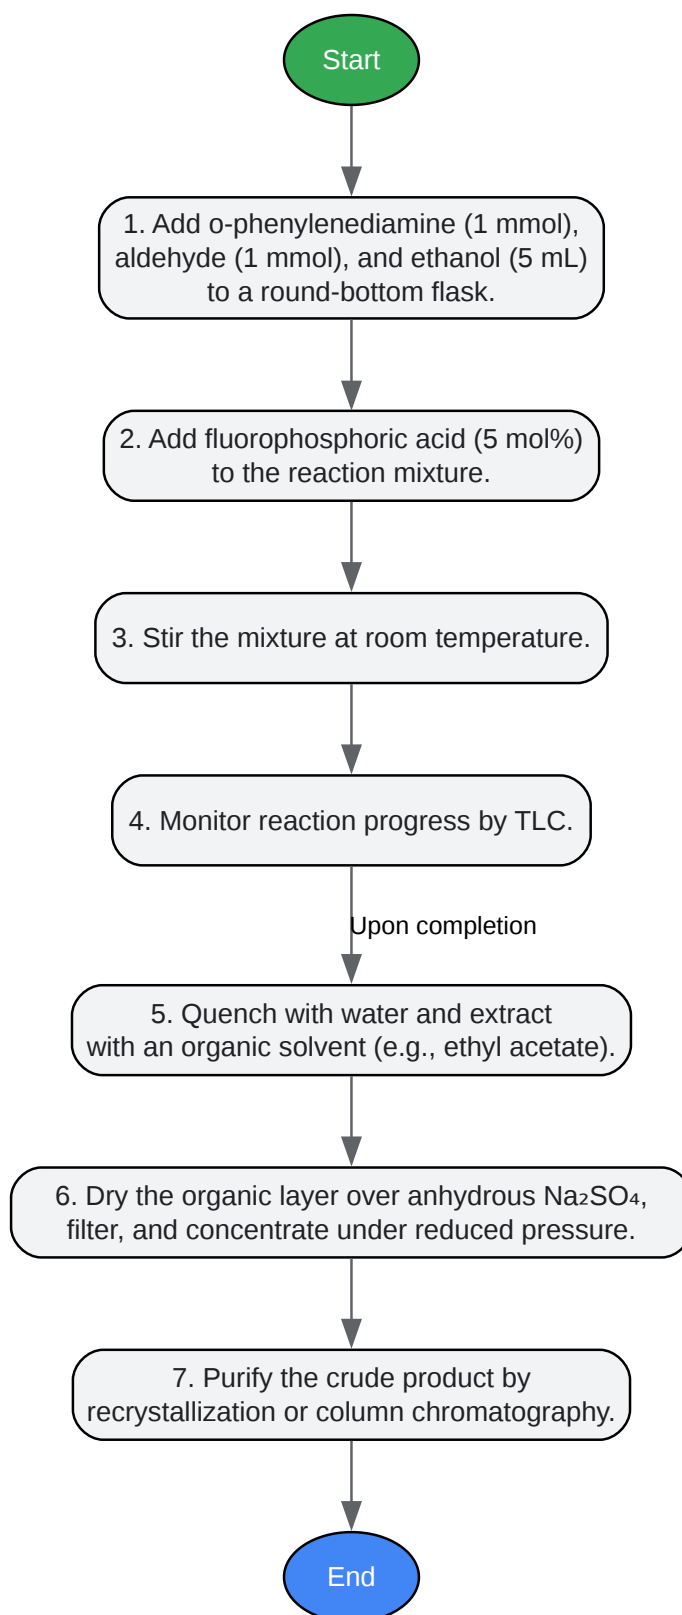 Start
1. Add o-phenylenediamine (1 mmol),
aldehyde (1 mmol), and ethanol (5 mL)
to a round-bottom flask.
2. Add fluorophosphoric acid (5 mol%)
to the reaction mixture.
3. Stir the mixture at room temperature.
4. Monitor reaction progress by TLC.
Upon completion
5. Quench with water and extract
with an organic solvent (e.g., ethyl acetate).
6. Dry the organic layer over anhydrous Na₂SO₄,
filter, and concentrate under reduced pressure.
7. Purify the crude product by
recrystallization or column chromatography.
End